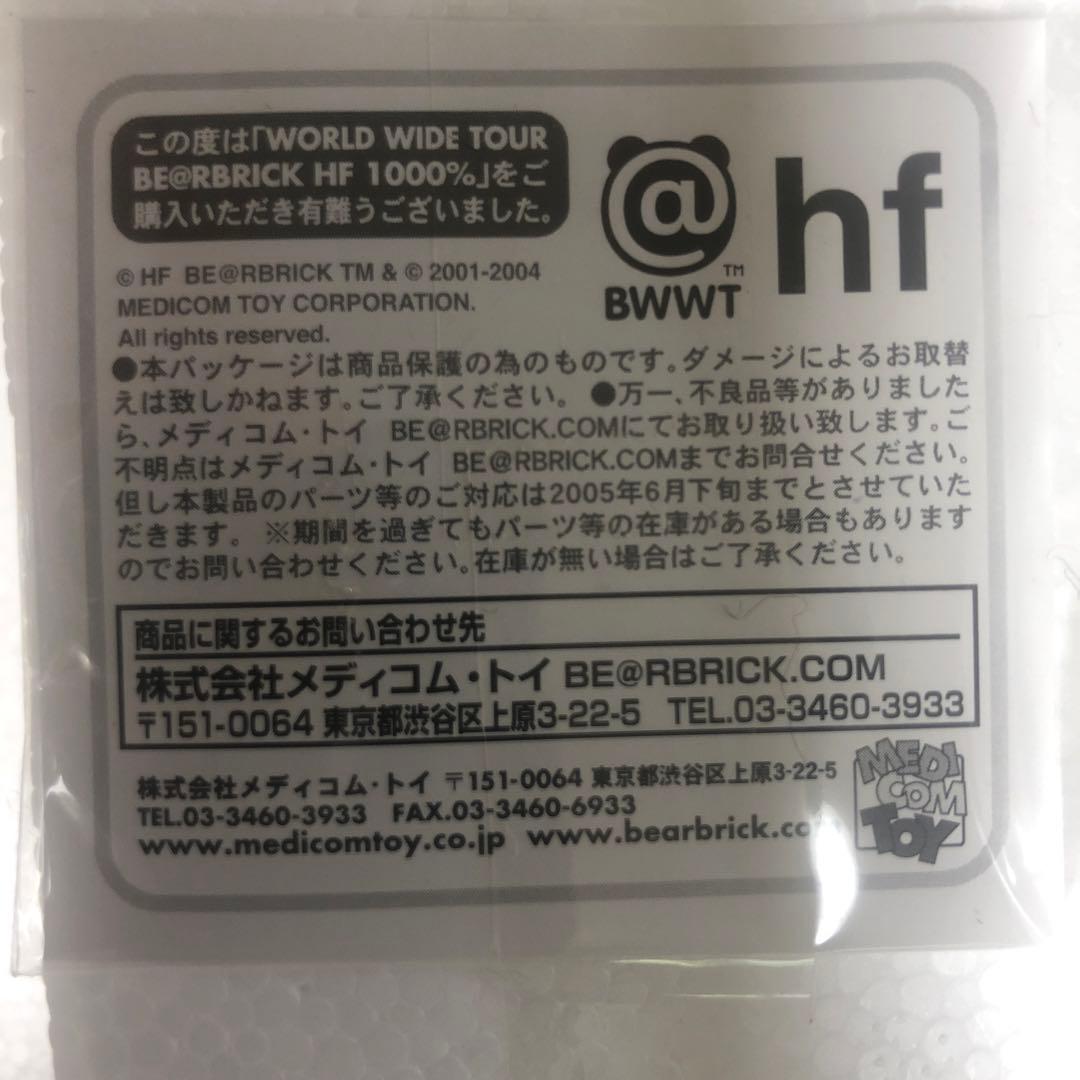 この度は「WORLD WIDE TOUR
BE@RBRICK HF 1000%」をご
購入いただき有難うございました。
@ hf
TM
BWWT
© HF BE@RBRICK TM & © 2001-2004
MEDICOM TOY CORPORATION.
All rights reserved.
●本パッケージは商品保護の為のものです。ダメージによるお取替
えは致しかねます。ご了承ください。 ●万一、不良品等がありました
ら、メディコム・トイ BE@RBRICK.COMにてお取り扱い致します。ご
不明点はメディコム・トイ BE@RBRICK.COMまでお問合せください。
但し本製品のパーツ等のご対応は2005年6月下旬までとさせていた
だきます。 ※期間を過ぎてもパーツ等の在庫がある場合もあります
のでお問い合わせください。在庫が無い場合はご了承ください。
商品に関するお問い合わせ先
株式会社メディコム・トイ BE@RBRICK.COM
〒151-0064 東京都渋谷区上原3-22-5 TEL.03-3460-3933
株式会社メディコム・トイ 〒151-0064 東京都渋谷区上原3-22-5
TEL.03-3460-3933 FAX.03-3460-6933
www.medicomtoy.co.jp www.bearbrick.co
MEDI
COM
TOY